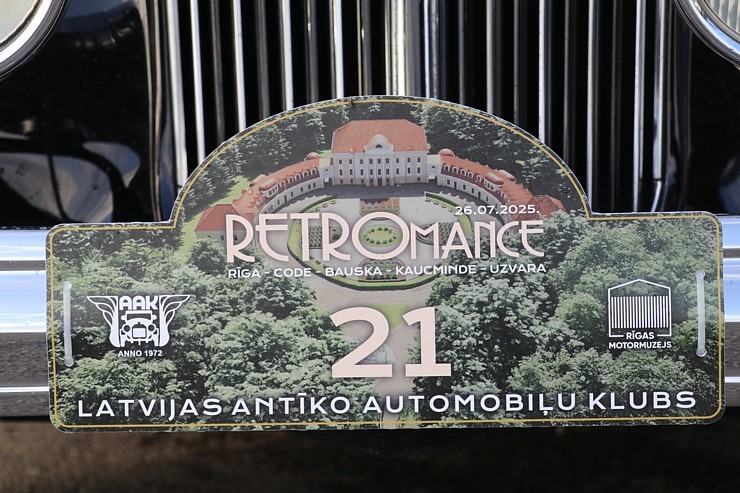 26.07.2025.
RETROMANCE
RĪGA - CODE - BAUSKA - KAUCMINDE - UZVARA
AAK
ANNO 1972
21
RĪGAS
MOTORMUZEJS
LATVIJAS ANTĪKO AUTOMOBIĻU KLUBS